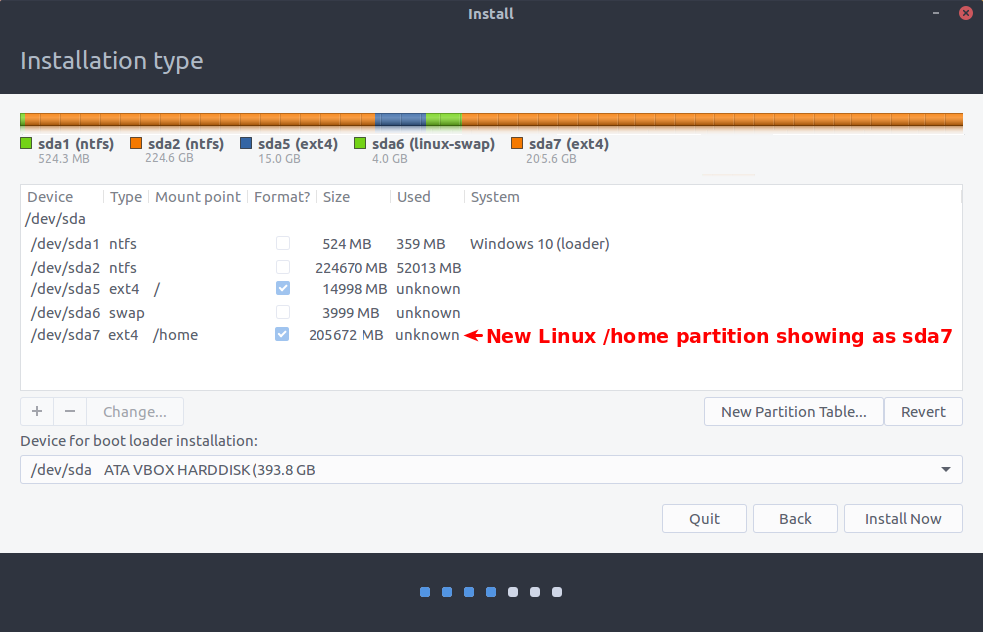 Install
Installation type
sda1 (ntfs) sda2 (ntfs) sda5 (ext4) sda6 (linux-swap) sda7 (ext4)
524.3 MB 224.6 GB 15.0 GB 4.0 GB 205.6 GB
Device Type Mount point Format? Size Used System
/dev/sda
/dev/sda1 ntfs 524 MB 359 MB Windows 10 (loader)
/dev/sda2 ntfs 224670 MB 52013 MB
/dev/sda5 ext4 / 14998 MB unknown
/dev/sda6 swap 3999 MB unknown
/dev/sda7 ext4 /home 205672 MB unknown New Linux /home partition showing as sda7
+ − Change... New Partition Table... Revert
Device for boot loader installation:
/dev/sda ATA VBOX HARDDISK(393.8 GB
Quit Back Install Now